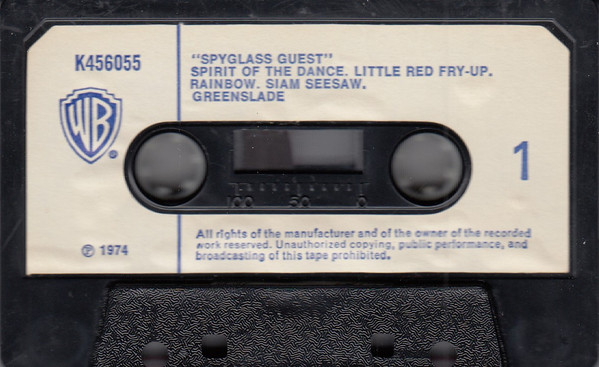 K456055
"SPYGLASS GUEST"
SPIRIT OF THE DANCE. LITTLE RED FRY-UP.
RAINBOW. SIAM SEESAW.
GREENSLADE
WB
®
1
100 50 0
All rights of the manufacturer and of the owner of the recorded
work reserved. Unauthorized copying, public performance, and
broadcasting of this tape prohibited.
℗ 1974